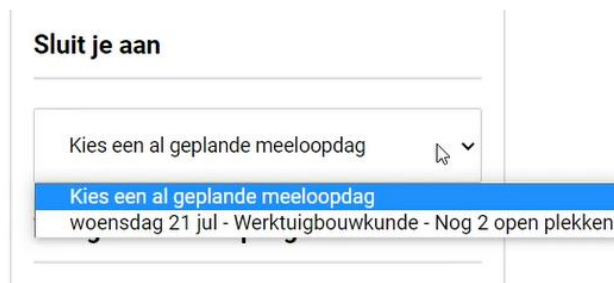 Sluit je aan
Kies een al geplande meeloopdag
Kies een al geplande meeloopdag
woensdag 21 jul - Werktuigbouwkunde - Nog 2 open plekken